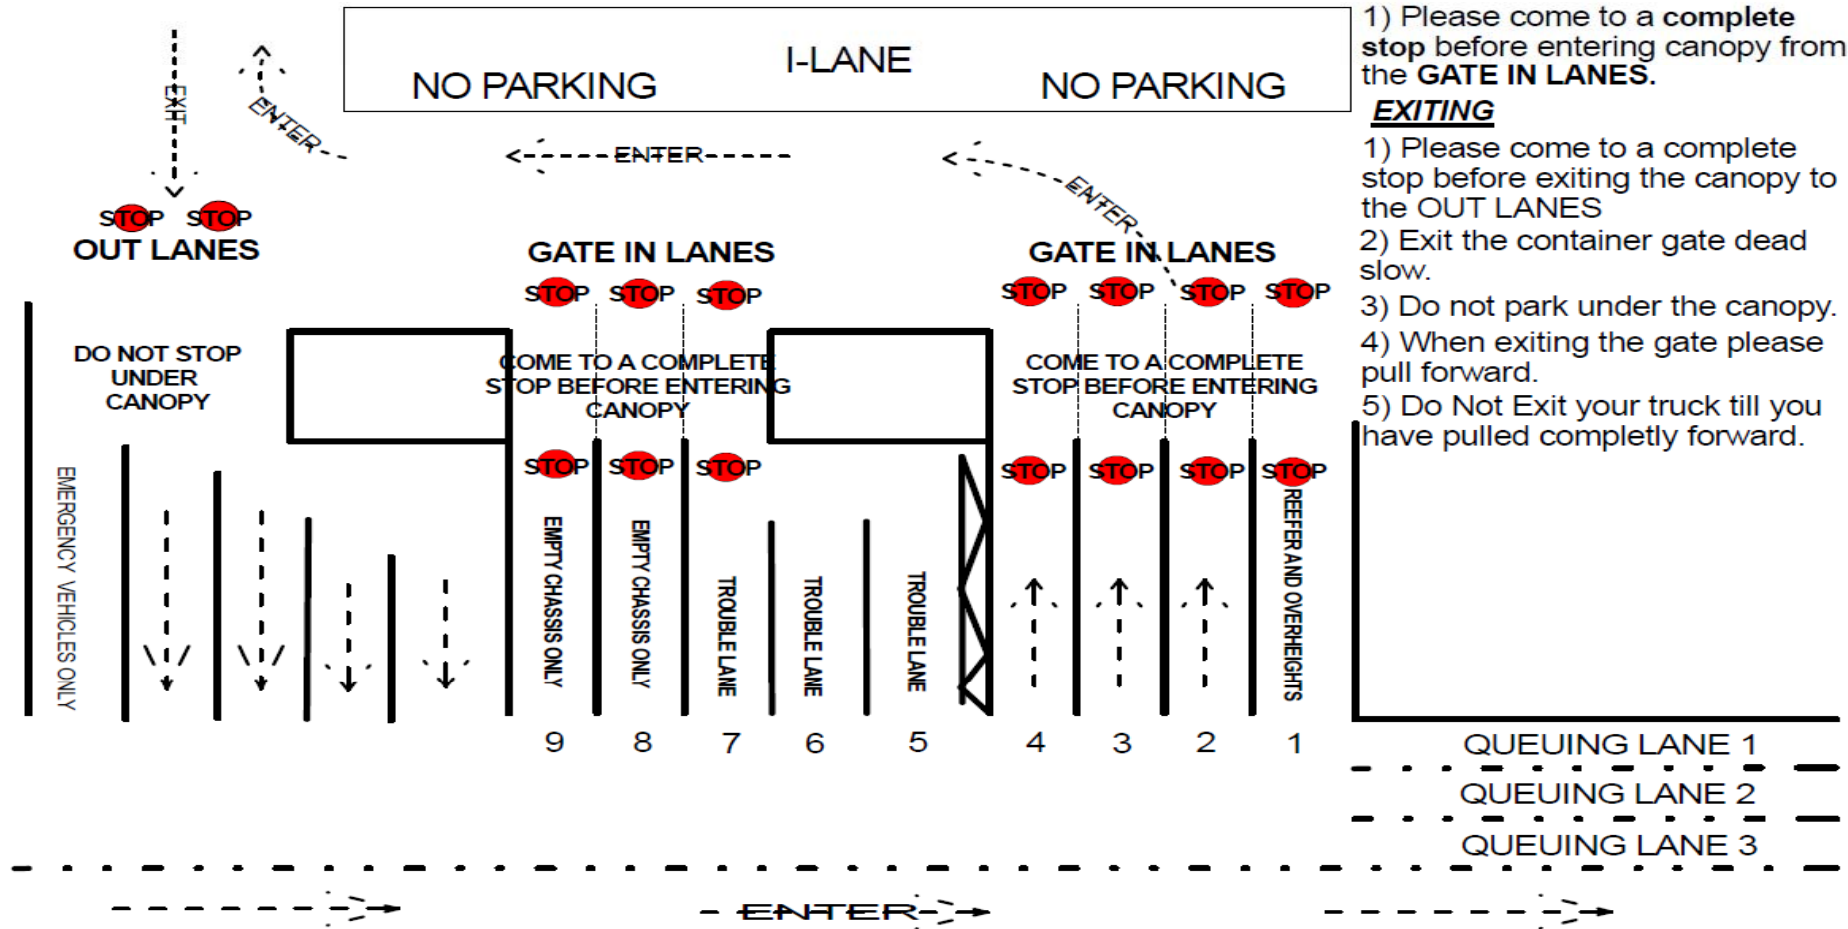 I-LANE
NO PARKING NO PARKING
1) Please come to a complete
stop before entering canopy from
the GATE IN LANES.
EXITING
1) Please come to a complete
stop before exiting the canopy to
the OUT LANES
2) Exit the container gate dead
slow.
3) Do not park under the canopy.
4) When exiting the gate please
pull forward.
5) Do Not Exit your truck till you
have pulled completly forward.
EXIT
ENTER
ENTER
ENTER
STOP STOP
OUT LANES
GATE IN LANES
GATE IN LANES
STOP STOP STOP
STOP STOP STOP STOP
DO NOT STOP
UNDER
CANOPY
COME TO A COMPLETE
STOP BEFORE ENTERING
CANOPY
COME TO A COMPLETE
STOP BEFORE ENTERING
CANOPY
STOP STOP STOP
STOP STOP STOP STOP
EMERGENCY VEHICLES ONLY
EMPTY CHASSIS ONLY
EMPTY CHASSIS ONLY
TROUBLE LANE
TROUBLE LANE
TROUBLE LANE
REEFER AND OVERHEIGHTS
9 8 7 6 5 4 3 2 1
QUEUING LANE 1
QUEUING LANE 2
QUEUING LANE 3
ENTER